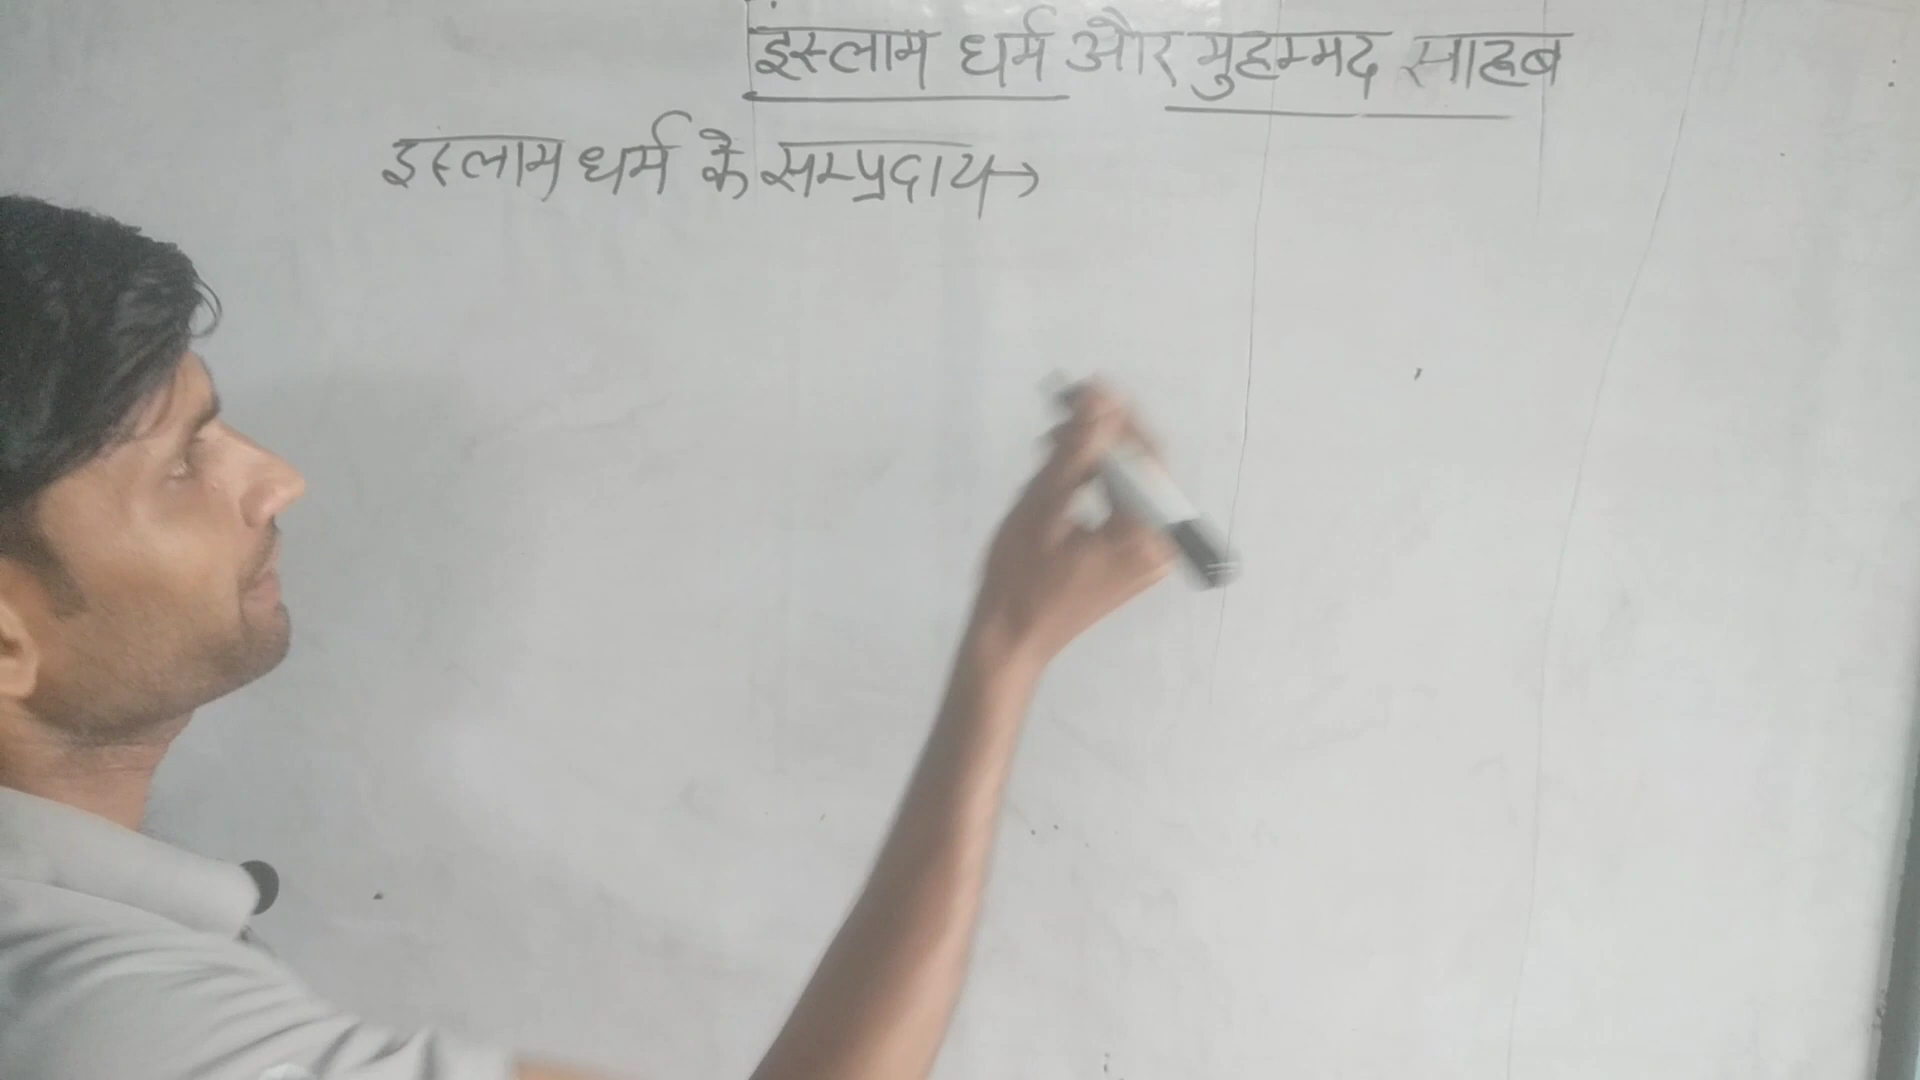 इस्लाम धर्म और मुहम्मद साहब
इस्लाम धर्म के सम्प्रदाय→